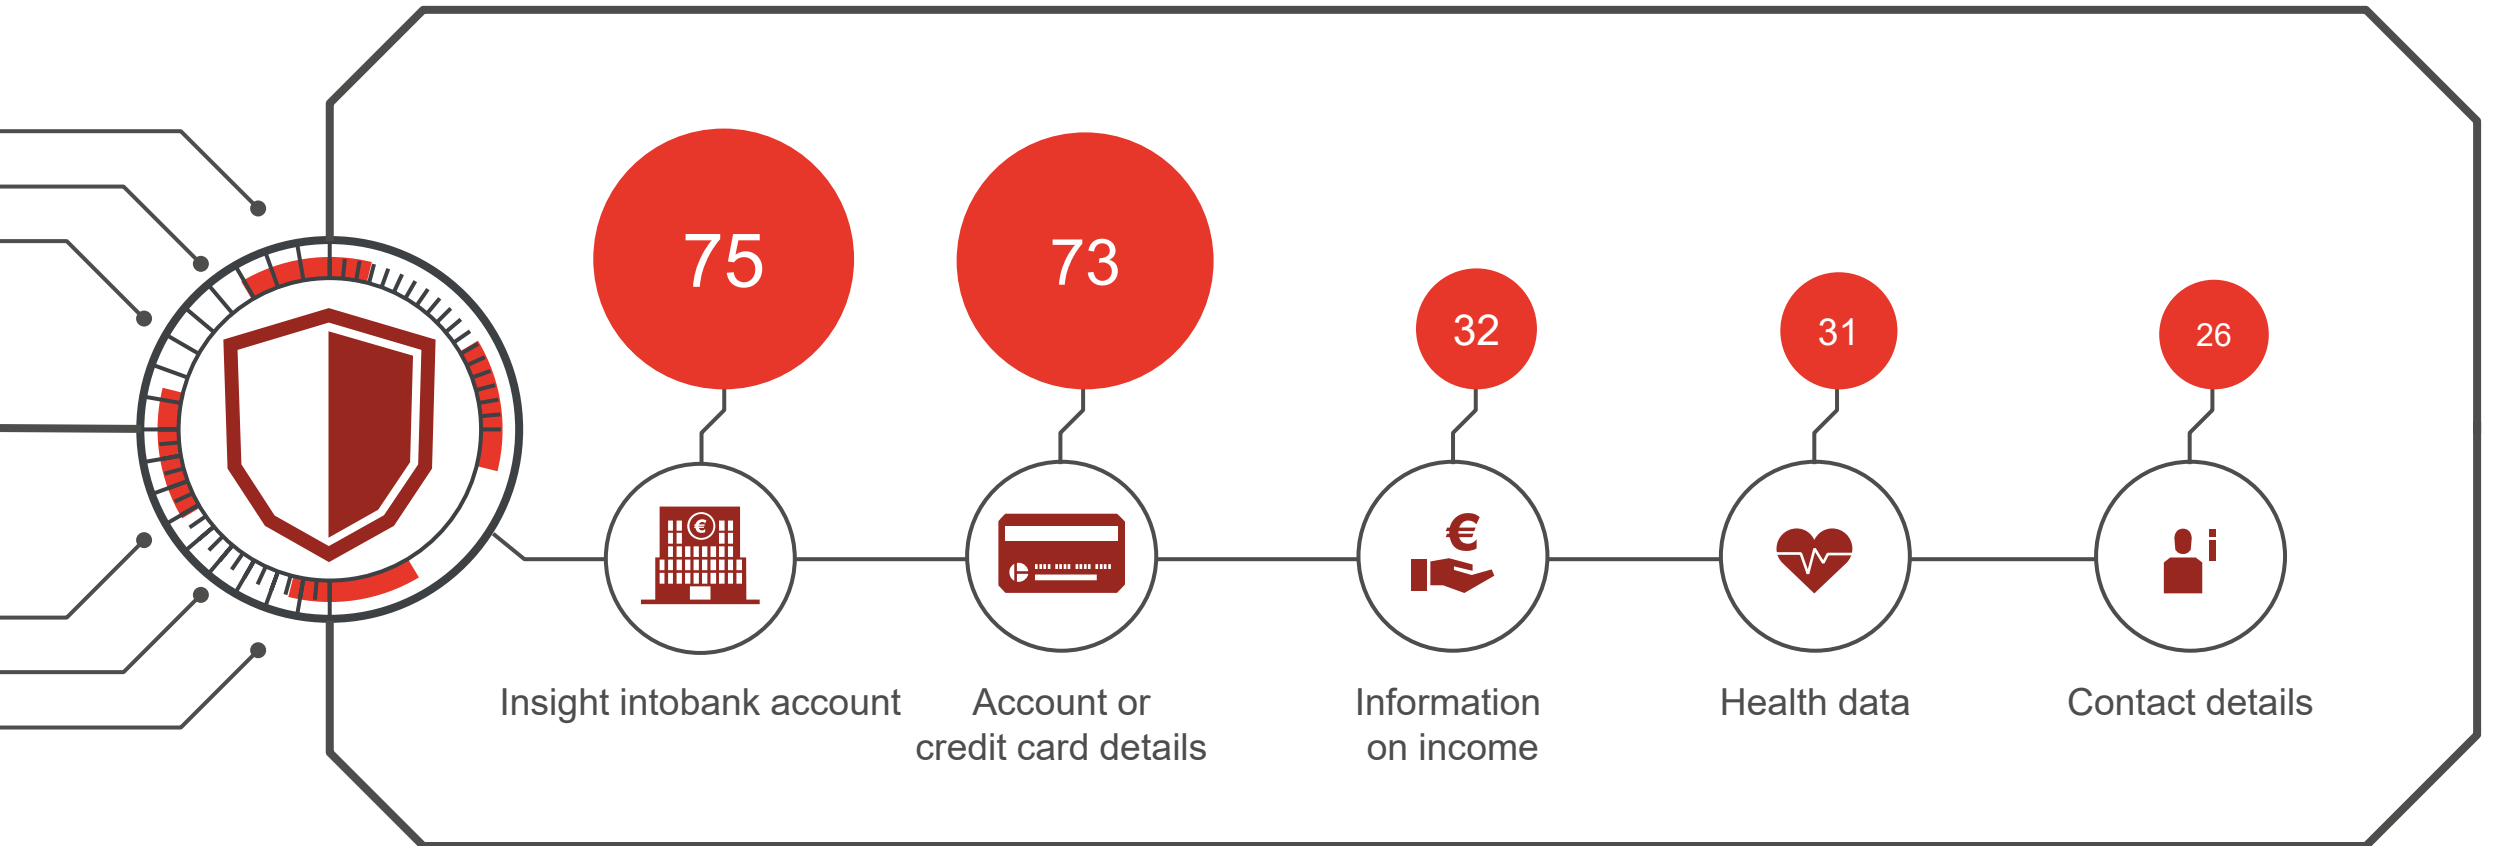 75
73
32
31
26
€
€
Insight intobank account
Account or
credit card details
Information
on income
Health data
Contact details